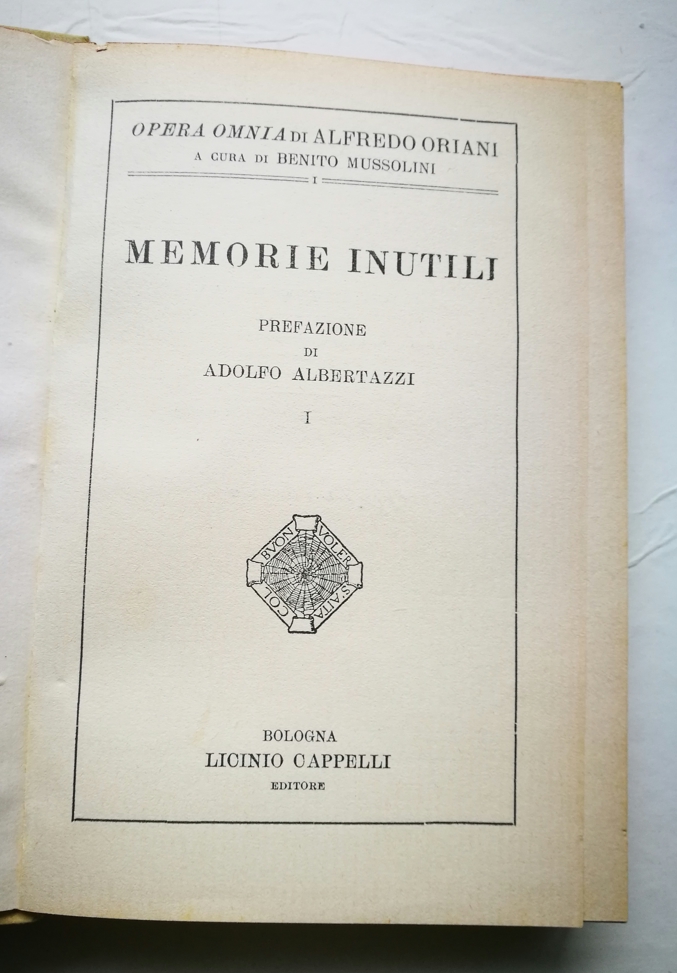 OPERA OMNIA DI ALFREDO ORIANI
A CURA DI BENITO MUSSOLINI
I
MEMORIE INUTILI
PREFAZIONE
DI
ADOLFO ALBERTAZZI
I
COL BUON VOLER S'AITA
BOLOGNA
LICINIO CAPPELLI
EDITORE